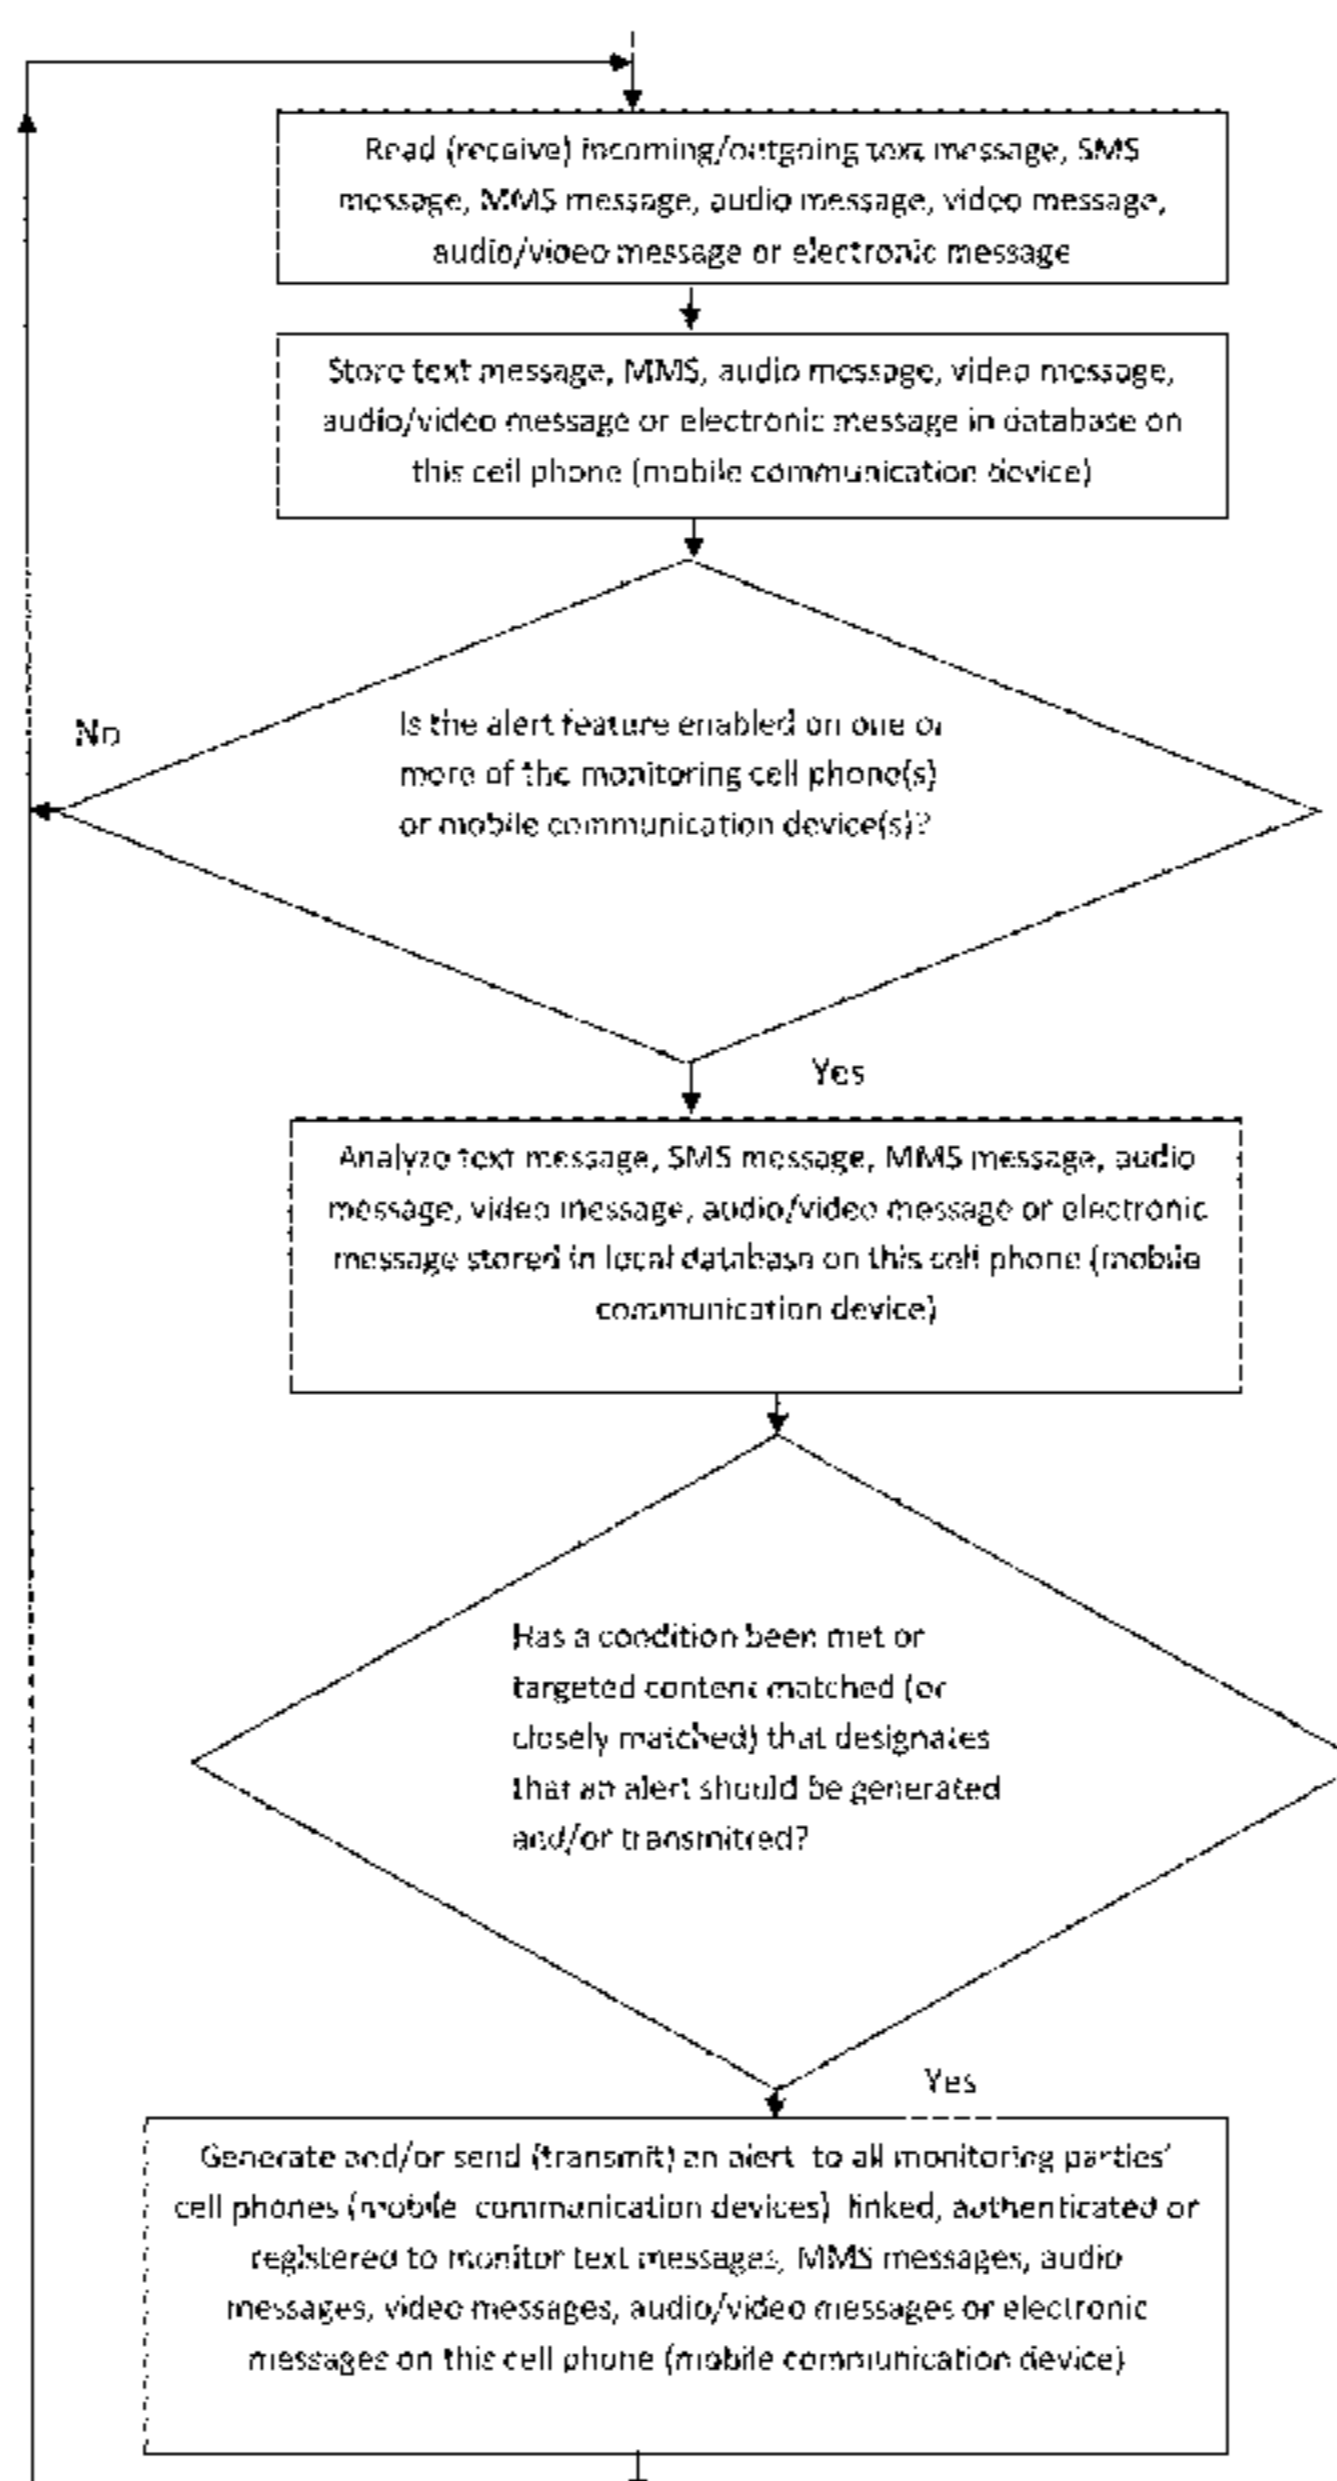 Read (receive) incoming/outgoing text message, SMS
message, MMS message, audio message, video message,
audio/video message or electronic message
Store text message, MMS, audio message, video message,
audio/video message or electronic message in database on
this cell phone (mobile communication device)
No
Is the alert feature enabled on one or
more of the monitoring cell phone(s)
or mobile communication device(s)?
Yes
Analyze text message, SMS message, MMS message, audio
message, video message, audio/video message or electronic
message stored in local database on this cell phone (mobile
communication device)
Has a condition been met or
targeted content matched (or
closely matched) that designates
that an alert should be generated
and/or transmitted?
Yes
Generate and/or send (transmit) an alert to all monitoring parties'
cell phones (mobile communication devices) linked, authenticated or
registered to monitor text messages, MMS messages, audio
messages, video messages, audio/video messages or electronic
messages on this cell phone (mobile communication device)